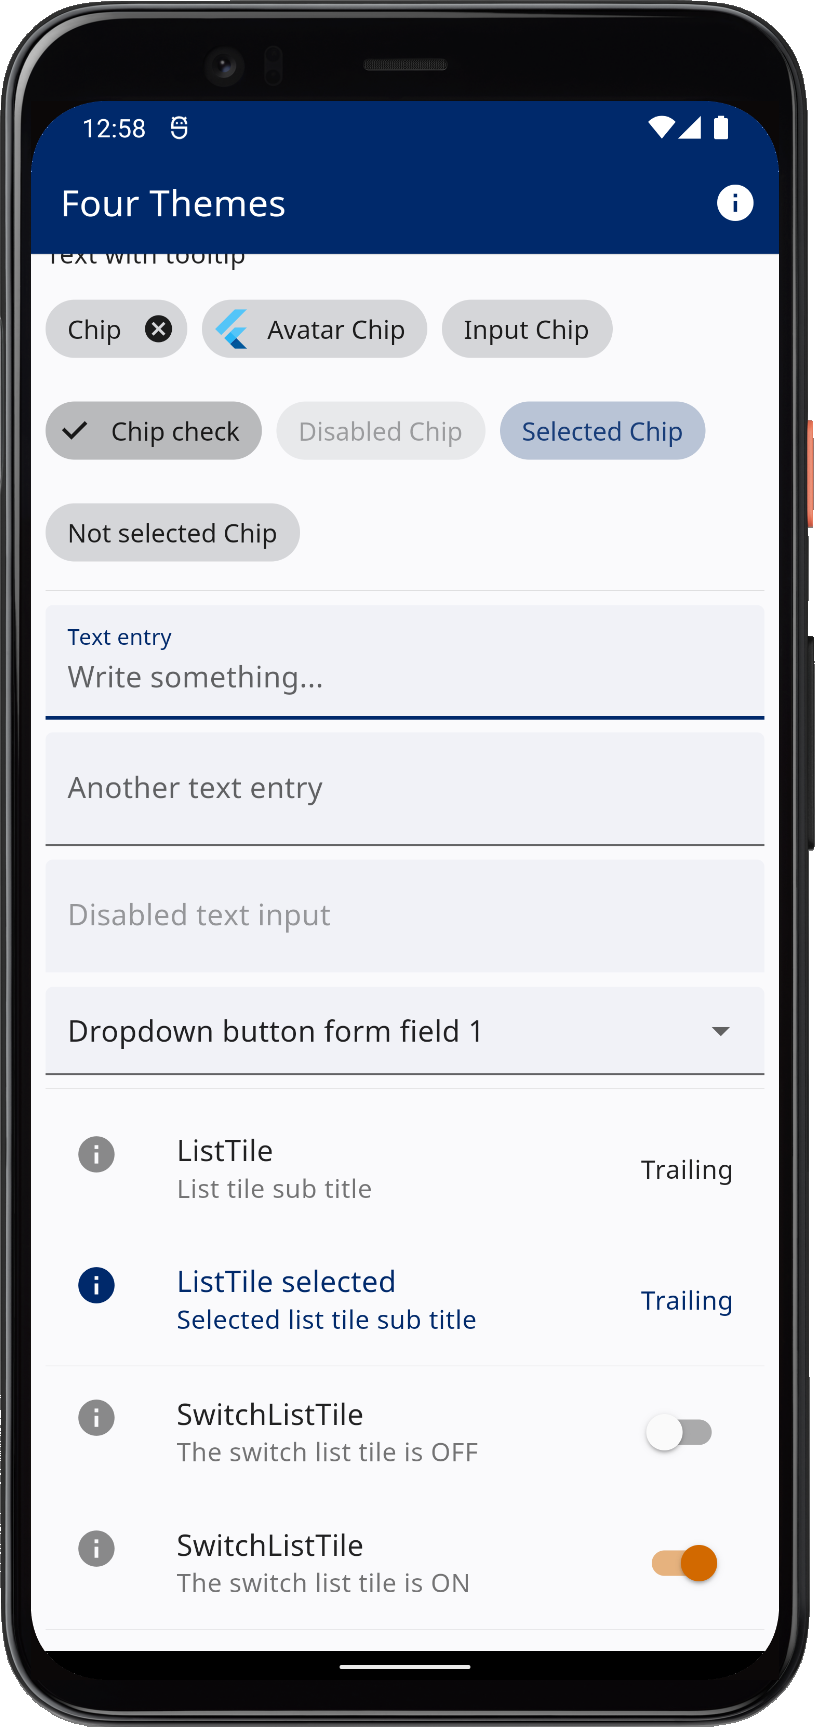 12:58
Four Themes
Text with tooltip
Chip
Avatar Chip
Input Chip
Chip check
Disabled Chip
Selected Chip
Not selected Chip
Text entry
Write something...
Another text entry
Disabled text input
Dropdown button form field 1
ListTile
List tile sub title
Trailing
ListTile selected
Selected list tile sub title
Trailing
SwitchListTile
The switch list tile is OFF
SwitchListTile
The switch list tile is ON